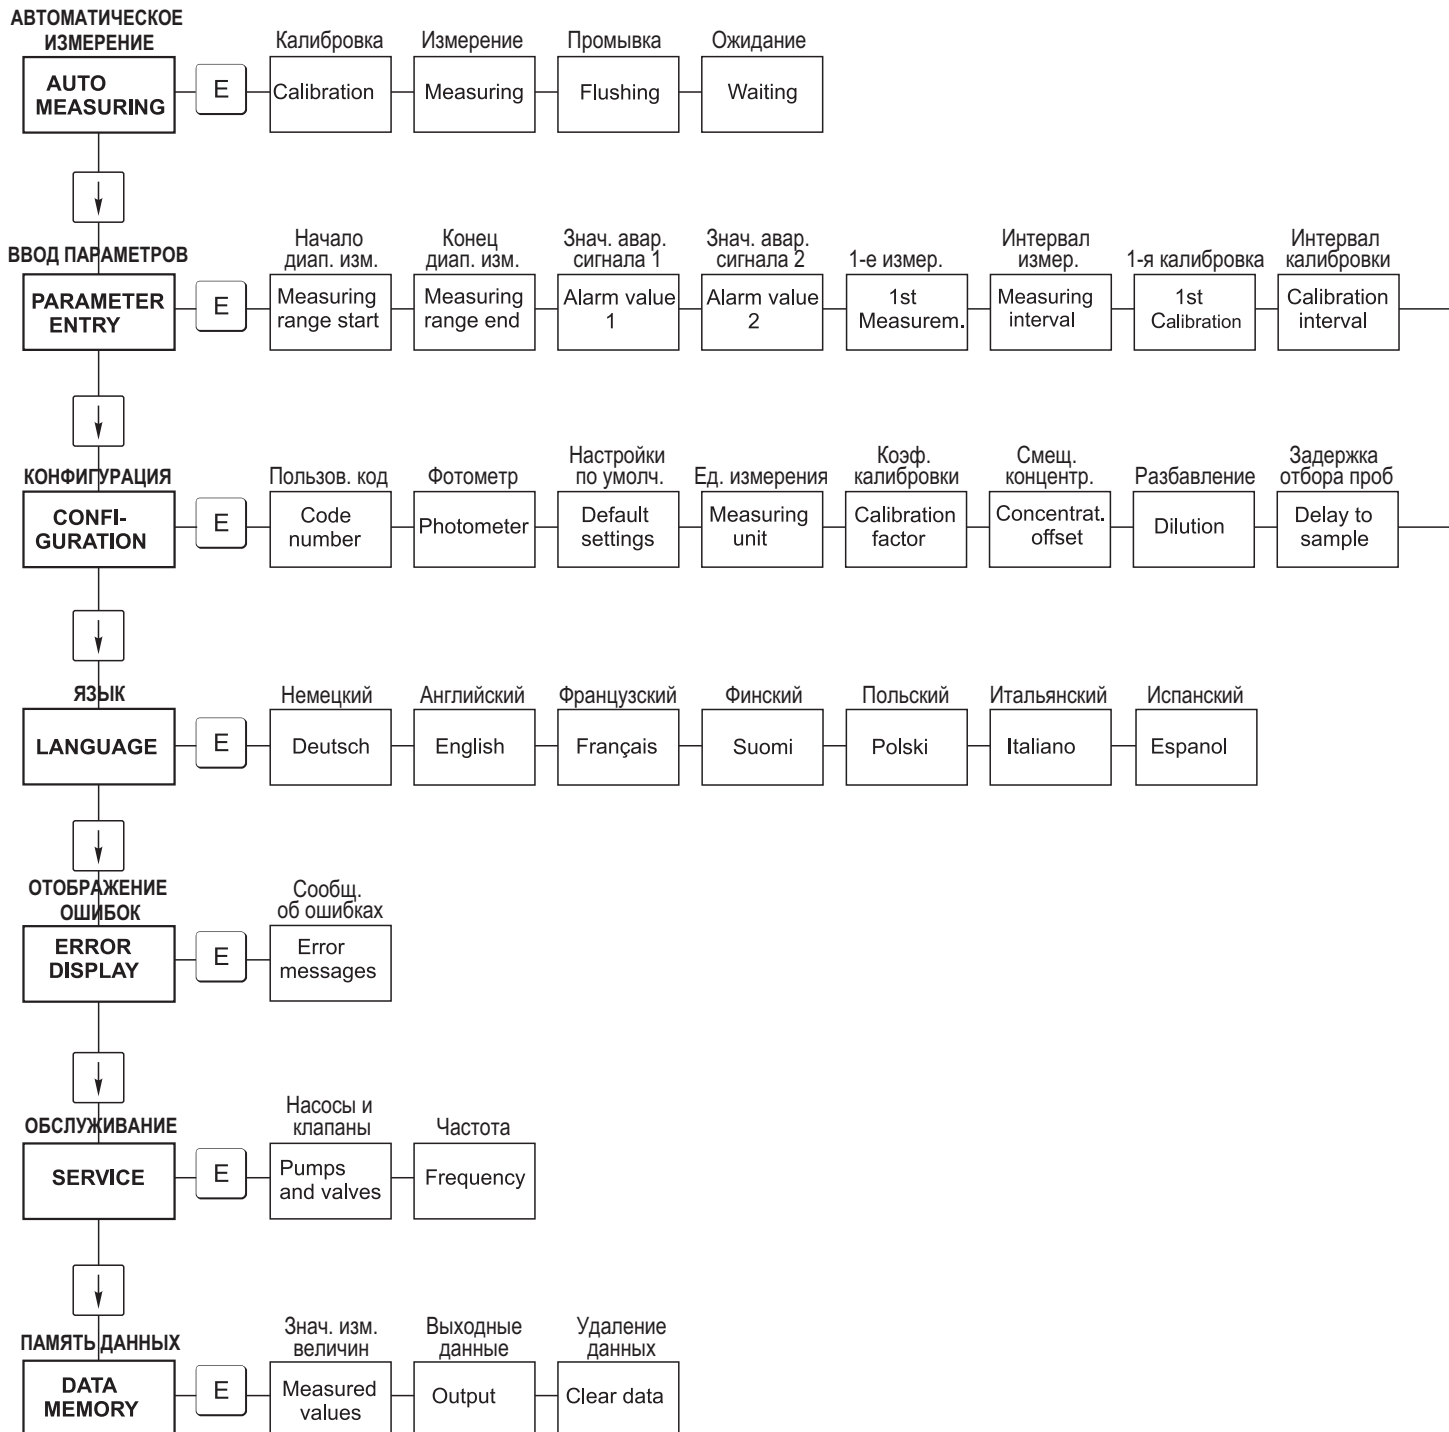 АВТОМАТИЧЕСКОЕ
ИЗМЕРЕНИЕ
Калибровка
Измерение
Промывка
Ожидание
AUTO
MEASURING
E
Calibration
Measuring
Flushing
Waiting
↓
ВВОД ПАРАМЕТРОВ
Начало
диап. изм.
Конец
диап. изм.
Знач. авар.
сигнала 1
Знач. авар.
сигнала 2
1-е измер.
Интервал
измер.
1-я калибровка
Интервал
калибровки
PARAMETER
ENTRY
E
Measuring
range start
Measuring
range end
Alarm value
1
Alarm value
2
1st
Measurem.
Measuring
interval
1st
Calibration
Calibration
interval
↓
КОНФИГУРАЦИЯ
Пользов. код
Фотометр
Настройки
по умолч.
Ед. измерения
Коэф.
калибровки
Смещ.
концентр.
Разбавление
Задержка
отбора проб
CONFI-
GURATION
E
Code
number
Photometer
Default
settings
Measuring
unit
Calibration
factor
Concentrat.
offset
Dilution
Delay to
sample
↓
ЯЗЫК
Немецкий
Английский
Французский
Финский
Польский
Итальянский
Испанский
LANGUAGE
E
Deutsch
English
Français
Suomi
Polski
Italiano
Espanol
↓
ОТОБРАЖЕНИЕ
ОШИБОК
Сообщ.
об ошибках
ERROR
DISPLAY
E
Error
messages
↓
ОБСЛУЖИВАНИЕ
Насосы и
клапаны
Частота
SERVICE
E
Pumps
and valves
Frequency
↓
ПАМЯТЬ ДАННЫХ
Знач. изм.
величин
Выходные
данные
Удаление
данных
DATA
MEMORY
E
Measured
values
Output
Clear data